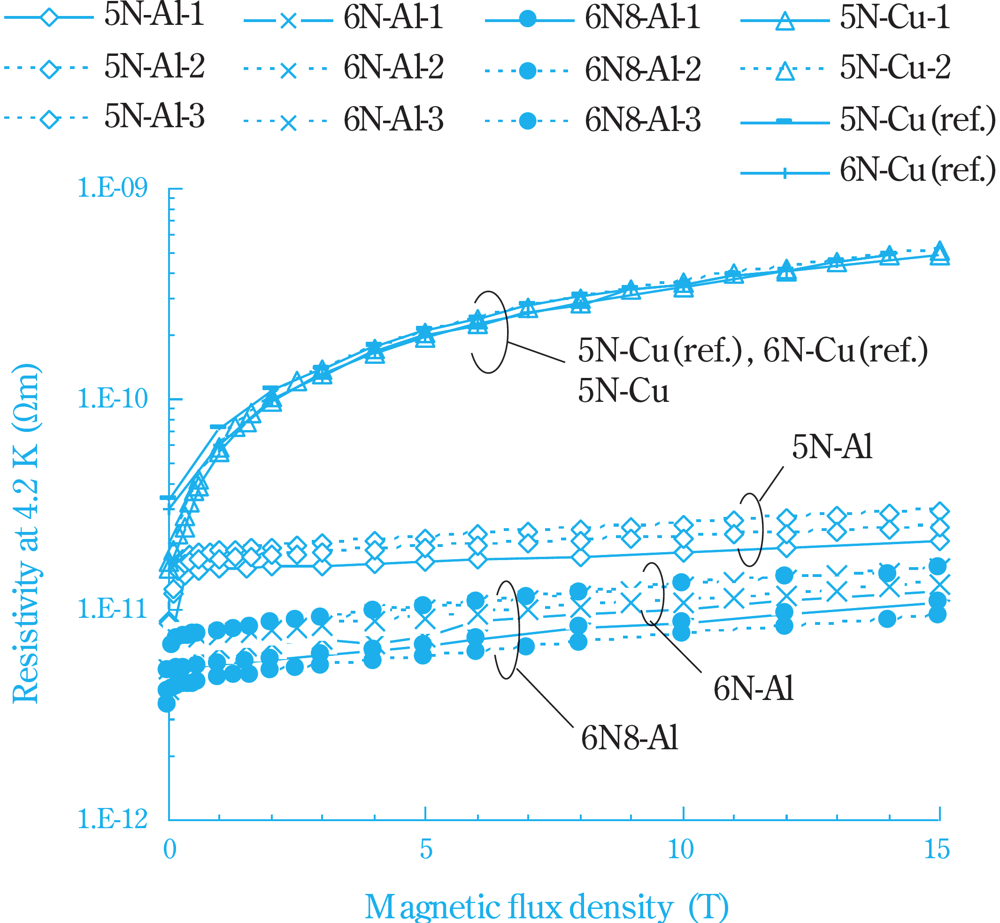 5N-Al-1 6N-Al-1 6N8-Al-1 5N-Cu-1
5N-Al-2 6N-Al-2 6N8-Al-2 5N-Cu-2
5N-Al-3 6N-Al-3 6N8-Al-3 5N-Cu (ref.)
6N-Cu (ref.)
1.E-09
1.E-10
1.E-11
1.E-12
Resistivity at 4.2 K (Ωm)
5N-Cu (ref.) , 6N-Cu (ref.)
5N-Cu
5N-Al
6N-Al
6N8-Al
0 5 10 15
Magnetic flux density (T)